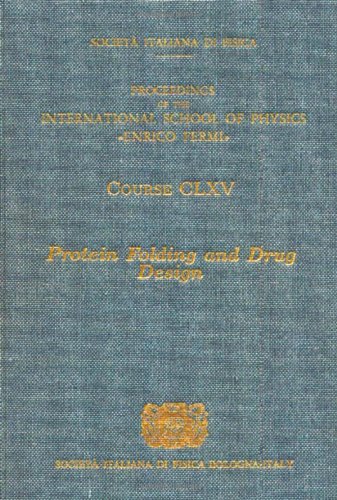 SOCIETÀ ITALIANA DI FISICA
PROCEEDINGS
OF THE
INTERNATIONAL SCHOOL OF PHYSICS
«ENRICO FERMI»
COURSE CLXV
Protein Folding and Drug
Design
SOCIETÀ ITALIANA DI FISICA BOLOGNA-ITALY